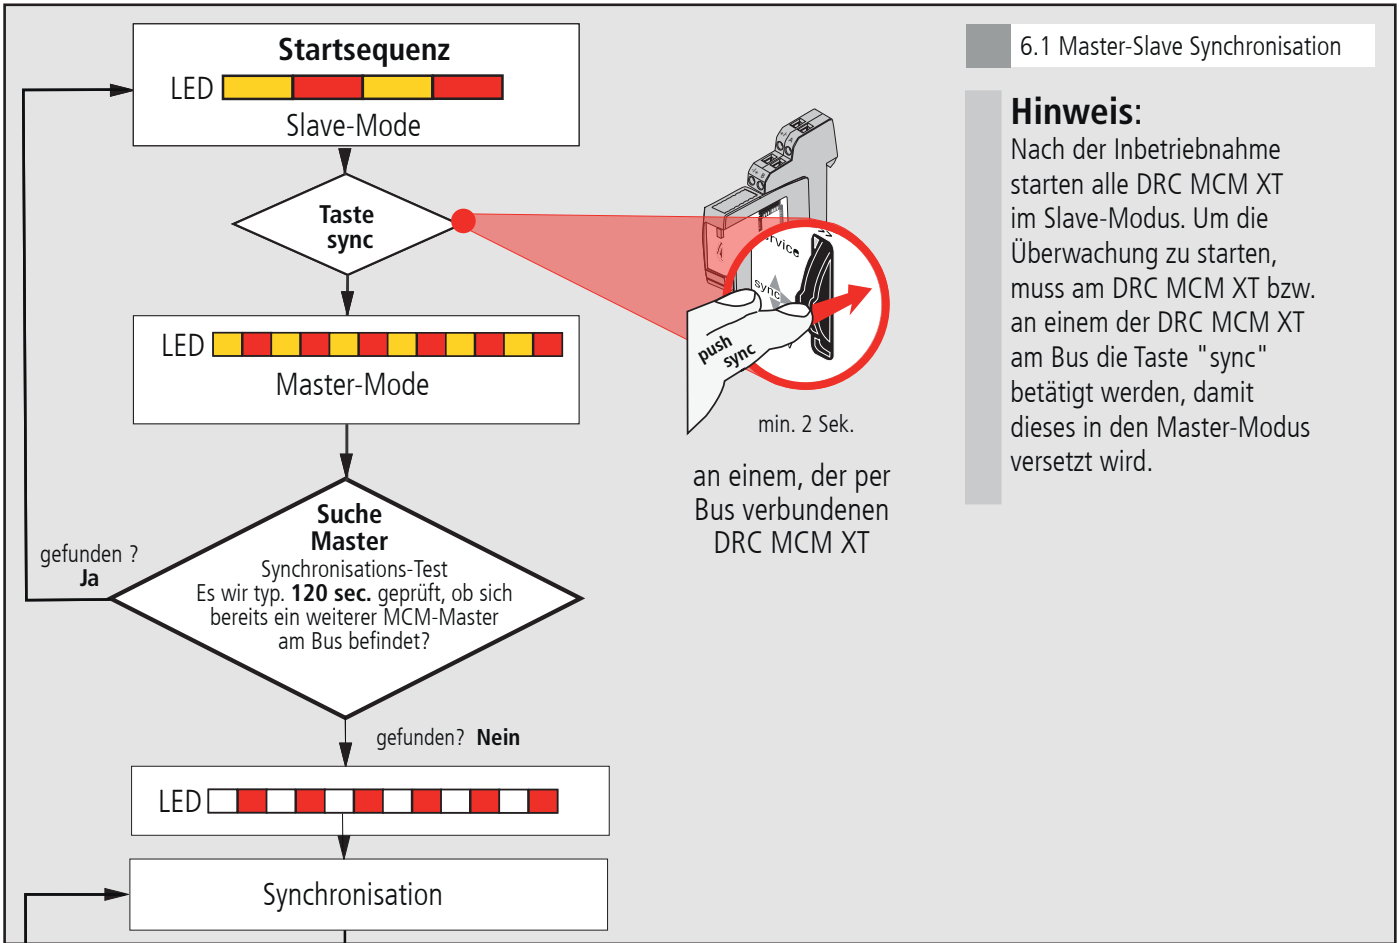 Startsequenz
LED
Slave-Mode
Taste
sync
LED
Master-Mode
Suche
Master
Synchronisations-Test
Es wir typ. 120 sec. geprüft, ob sich
bereits ein weiterer MCM-Master
am Bus befindet?
gefunden ?
Ja
gefunden? Nein
LED
Synchronisation
rvice
sync
push
sync
min. 2 Sek.
an einem, der per
Bus verbundenen
DRC MCM XT
6.1 Master-Slave Synchronisation
Hinweis:
Nach der Inbetriebnahme
starten alle DRC MCM XT
im Slave-Modus. Um die
Überwachung zu starten,
muss am DRC MCM XT bzw.
an einem der DRC MCM XT
am Bus die Taste "sync"
betätigt werden, damit
dieses in den Master-Modus
versetzt wird.